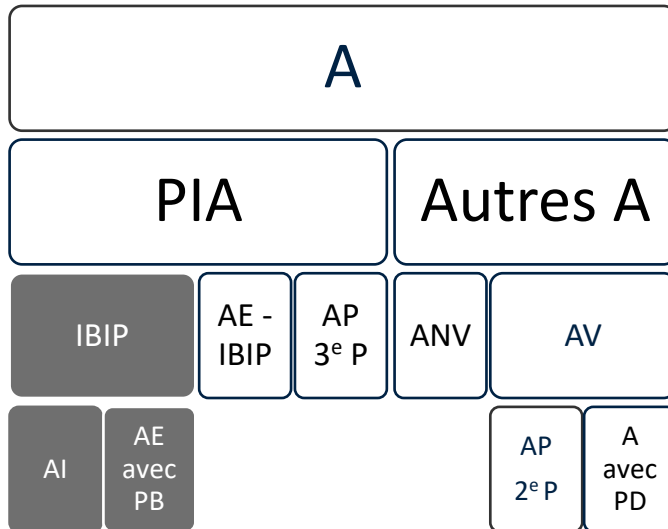 A
PIA
Autres A
IBIP
AE -
IBIP
AP
3e P
ANV
AV
AI
AE
avec
PB
AP
2e P
A
avec
PD